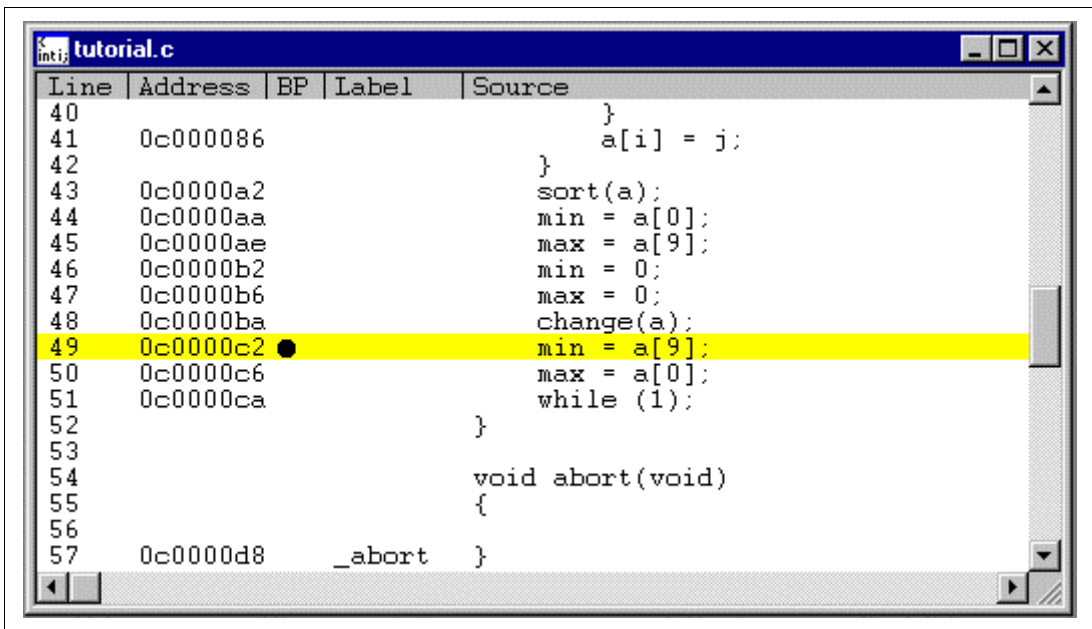 tutorial.c
Line Address BP Label Source
40 }
41 0c000086 a[i] = j;
42 }
43 0c0000a2 sort(a);
44 0c0000aa min = a[0];
45 0c0000ae max = a[9];
46 0c0000b2 min = 0;
47 0c0000b6 max = 0;
48 0c0000ba change(a);
49 0c0000c2 ● min = a[9];
50 0c0000c6 max = a[0];
51 0c0000ca while (1);
52 }
53
54 void abort(void)
55 {
56
57 0c0000d8 _abort }